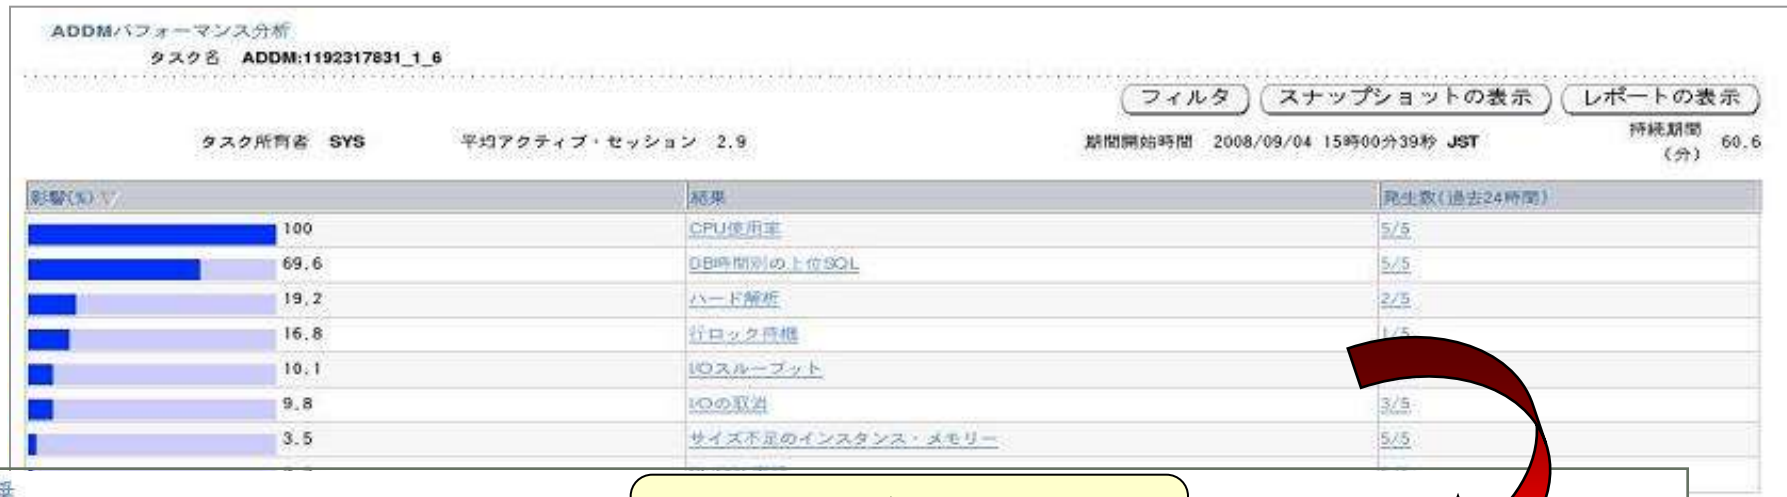 ADDMパフォーマンス分析
タスク名 ADDM:1192317831_1_6
フィルタ スナップショットの表示 レポートの表示
タスク所有者 SYS 平均アクティブ・セッション 2.9 期間開始時間 2008/09/04 15時00分39秒 JST 持続期間(分) 60.6
影響(%) 結果 発生数(過去24時間)
100 CPU使用率 5/5
69.6 DB時間別の上位SQL 5/5
19.2 ハード解析 2/5
16.8 行ロック待機 1/5
10.1 I/Oスループット
9.8 I/Oの取消 3/5
3.5 サイズ不足のインスタンス・メモリー 5/5